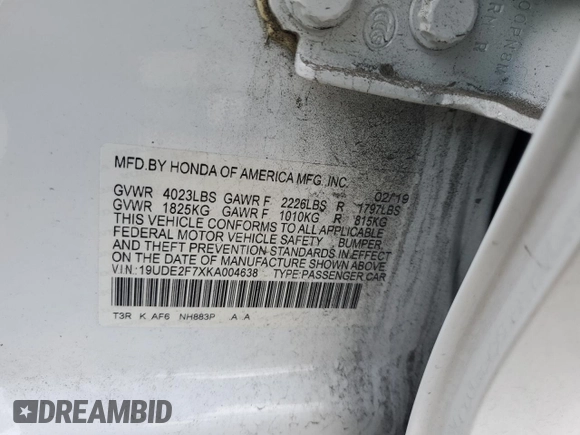 MFD.BY HONDA OF AMERICA MFG.,INC.
02/19
GVWR 4023LBS GAWR F 2226LBS R 1797LBS
GVWR 1825KG GAWR F 1010KG R 815KG
THIS VEHICLE CONFORMS TO ALL APPLICABLE
FEDERAL MOTOR VEHICLE SAFETY BUMPER
AND THEFT PREVENTION STANDARDS IN EFFECT
ON DATE OF MANUFACTURE SHOWN ABOVE
VIN:19UDE2F7XKA004638 TYPE:PASSENGER CAR
T3R K AF6 NH883P .A .A
DREAMBID